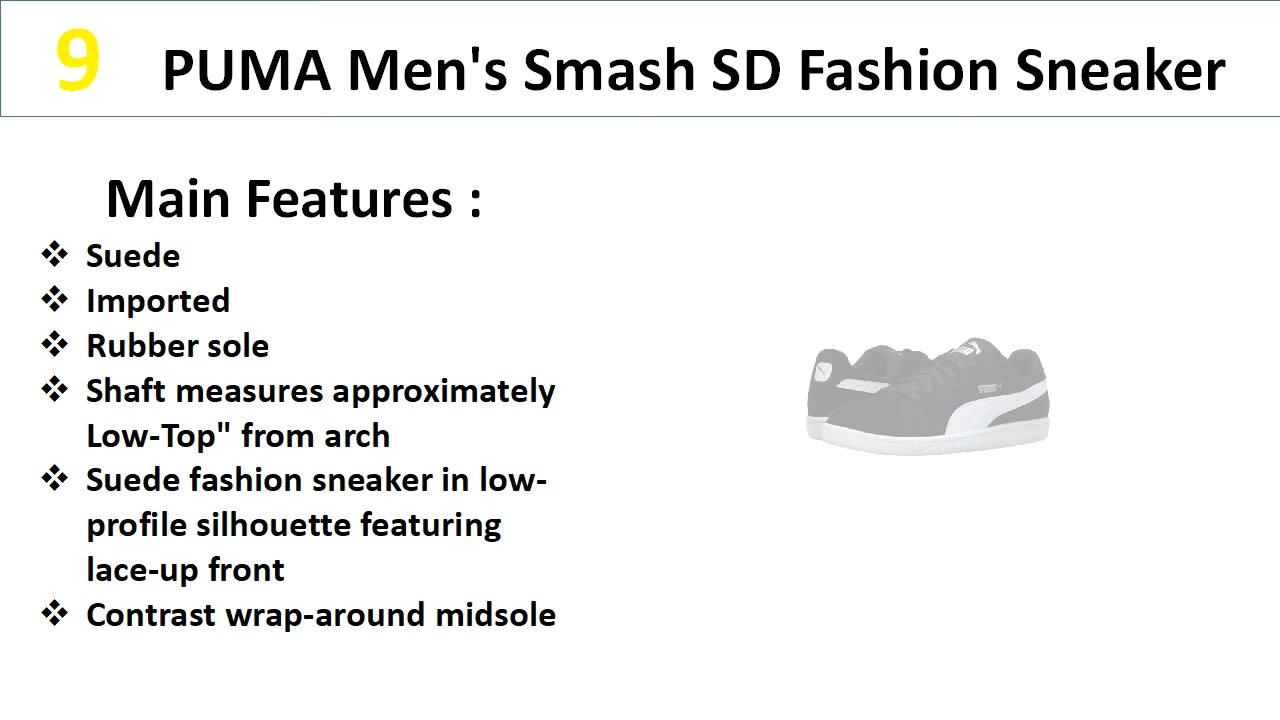 9 PUMA Men's Smash SD Fashion Sneaker
Main Features :
❖ Suede
❖ Imported
❖ Rubber sole
❖ Shaft measures approximately
Low-Top" from arch
❖ Suede fashion sneaker in low-
profile silhouette featuring
lace-up front
❖ Contrast wrap-around midsole